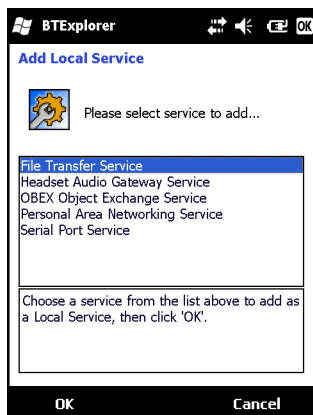 BTExplorer
OK
Add Local Service
Please select service to add...
File Transfer Service
Headset Audio Gateway Service
OBEX Object Exchange Service
Personal Area Networking Service
Serial Port Service
Choose a service from the list above to add as
a Local Service, then click 'OK'.
OK
Cancel